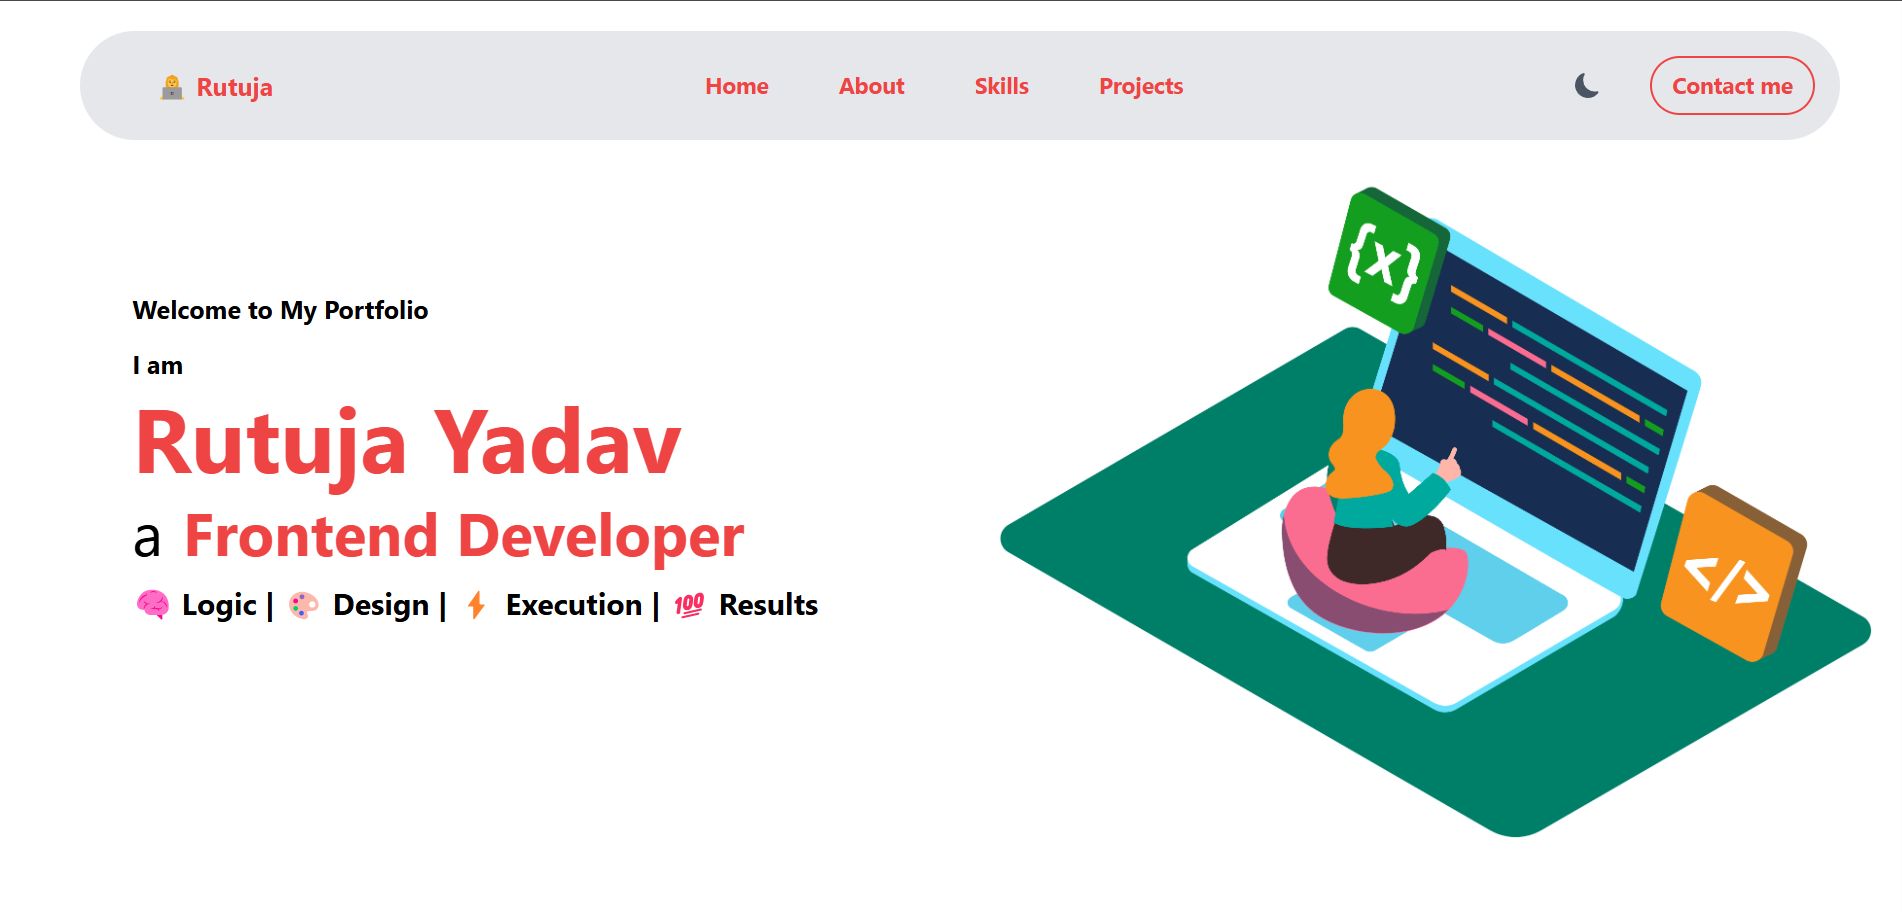 👩‍💻 Rutuja
Home About Skills Projects
Contact me
Welcome to My Portfolio
I am
Rutuja Yadav
a Frontend Developer
🧠 Logic | 🎨 Design | ⚡ Execution | 💯 Results
{x}
</>